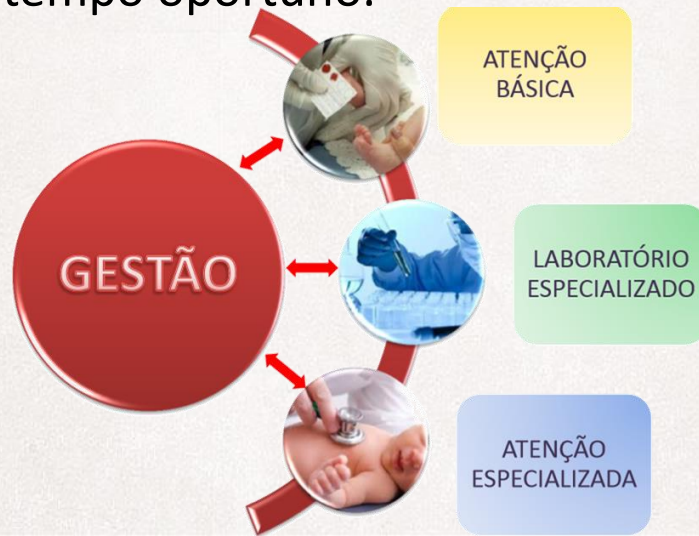 tempo oportuno.
ATENÇÃO
BÁSICA
GESTÃO
LABORATÓRIO
ESPECIALIZADO
ATENÇÃO
ESPECIALIZADA